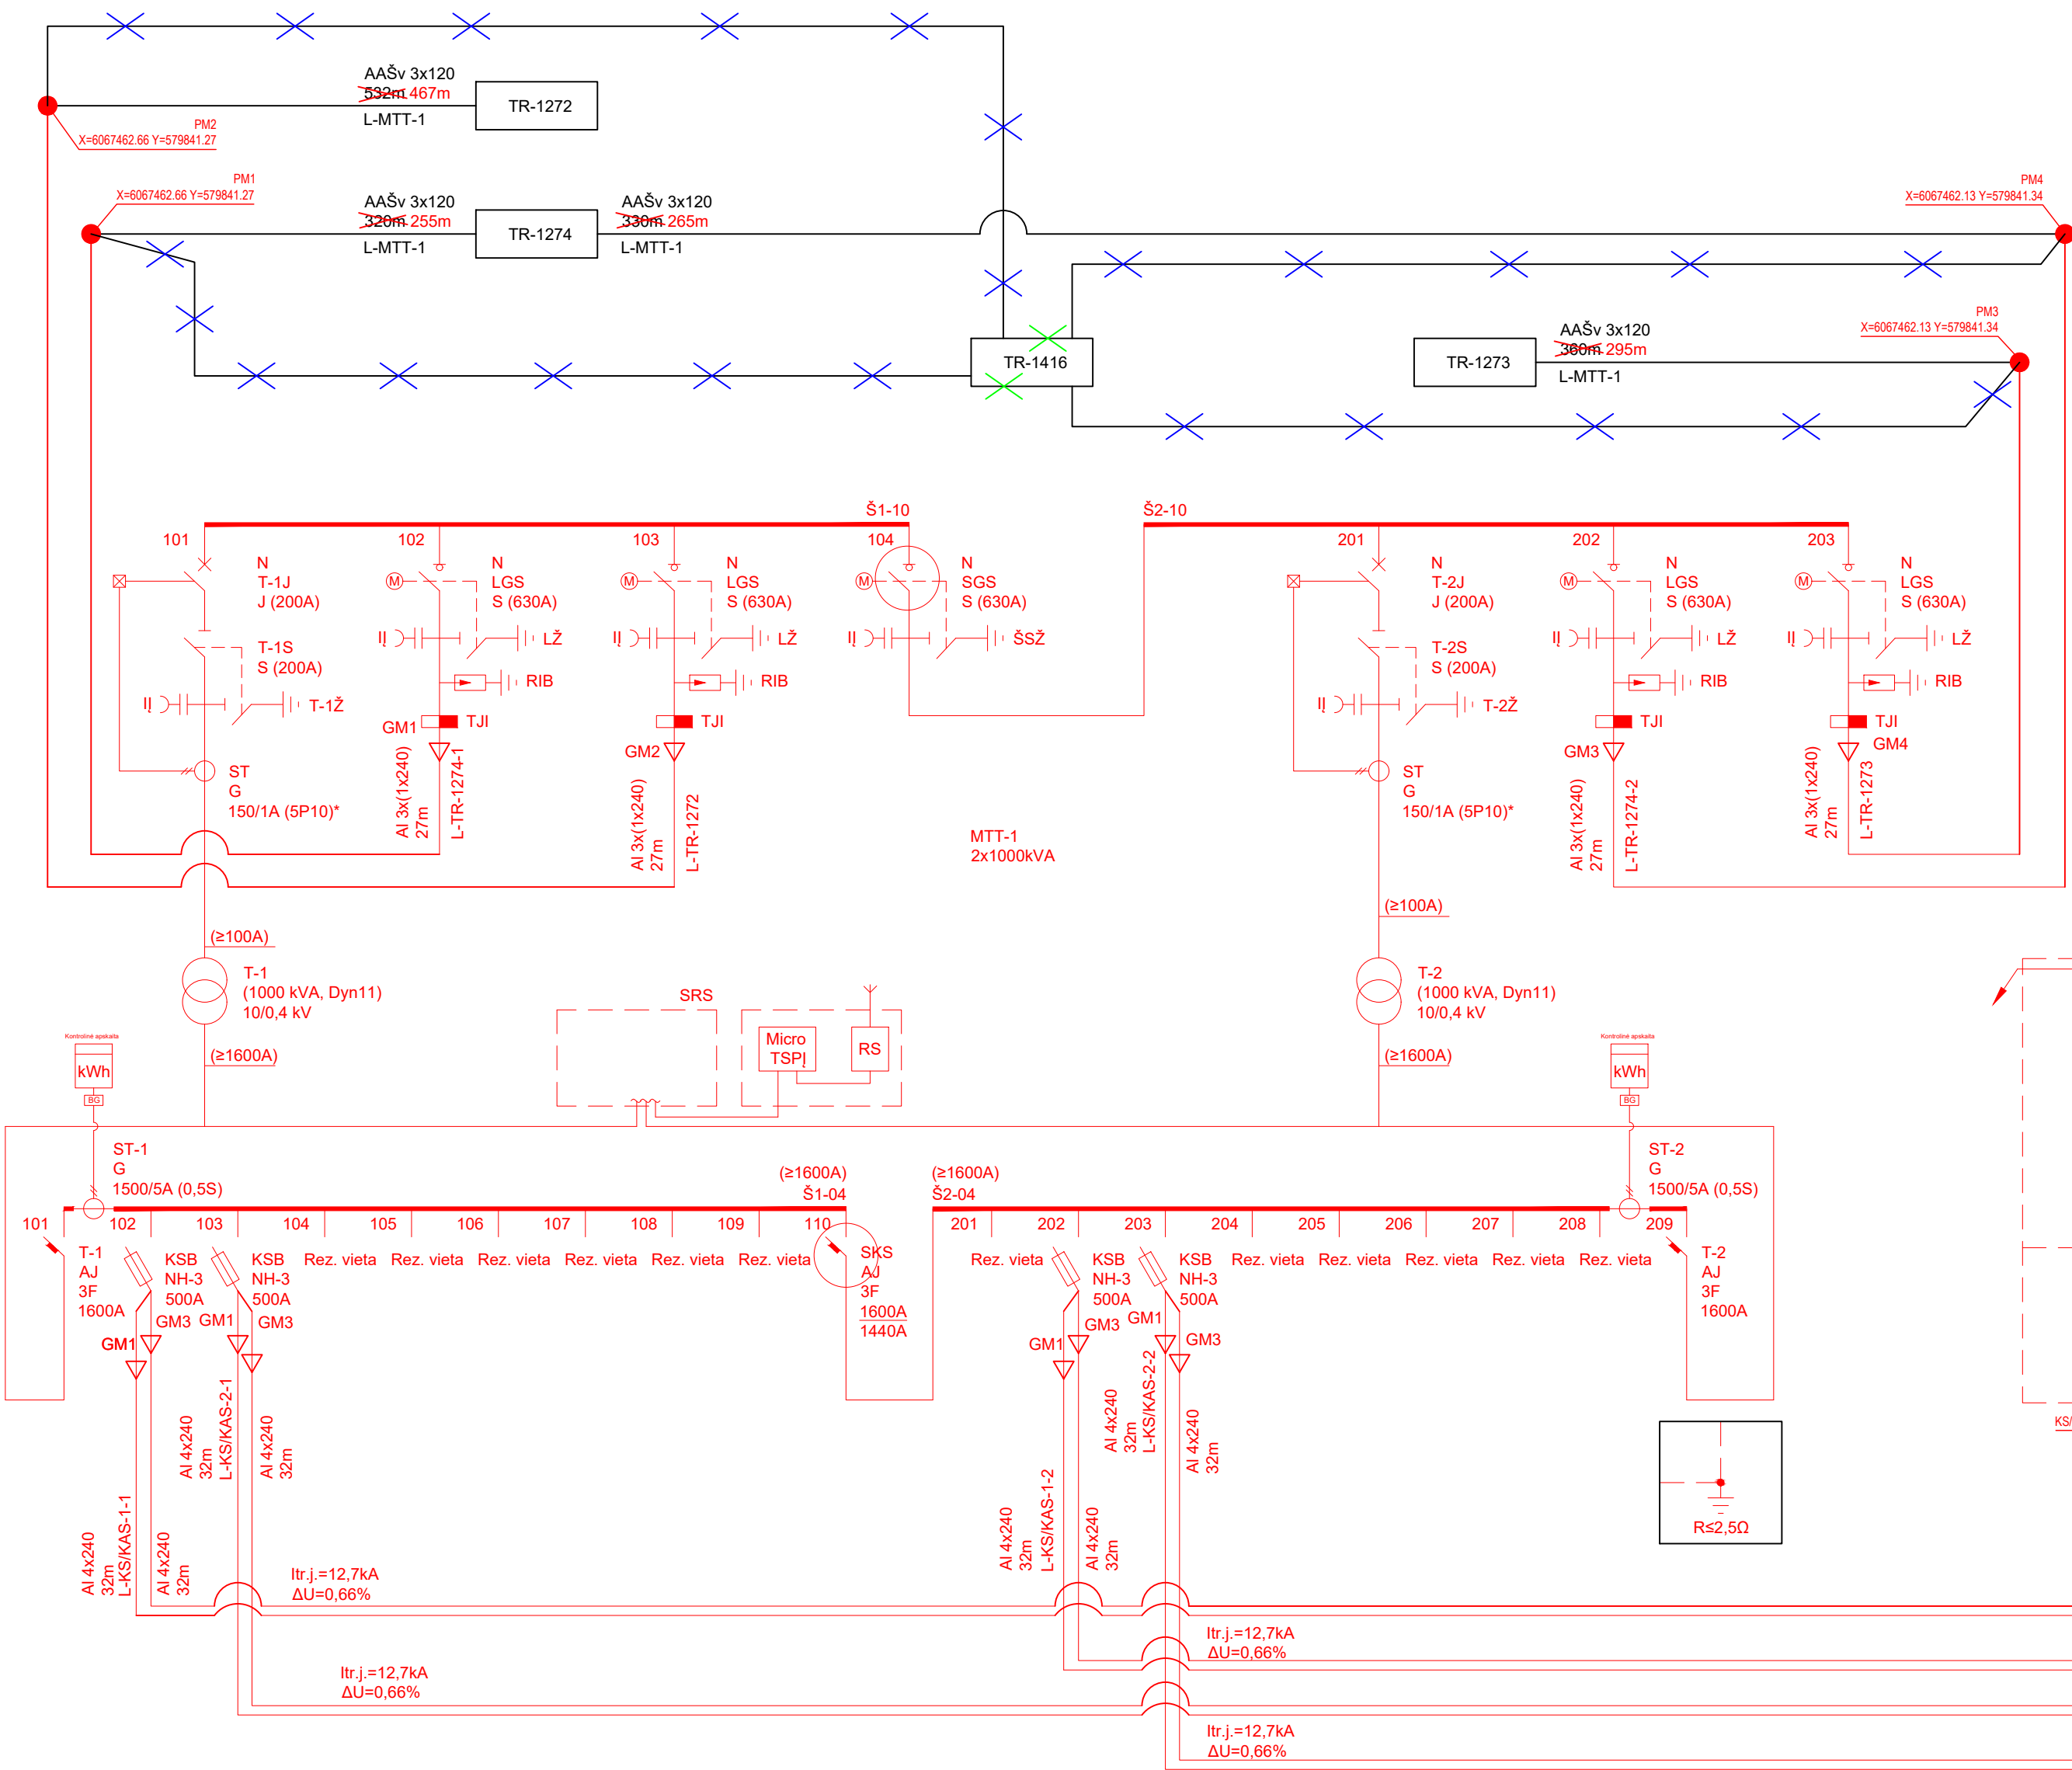 AAŠv 3x120
532m 467m
L-MTT-1
TR-1272
PM2
X=6067462.66 Y=579841.27
PM1
X=6067462.66 Y=579841.27
AAŠv 3x120
320m 255m
L-MTT-1
TR-1274
AAŠv 3x120
330m 265m
L-MTT-1
PM4
X=6067462.13 Y=579841.34
TR-1416
TR-1273
AAŠv 3x120
360m 295m
L-MTT-1
PM3
X=6067462.13 Y=579841.34
Š1-10
Š2-10
101
N
T-1J
J (200A)
T-1S
S (200A)
IĮ
T-1Ž
ST
G
150/1A (5P10)*
102
M
N
LGS
S (630A)
IĮ
LŽ
RIB
GM1
TJI
Al 3x(1x240)
27m
L-TR-1274-1
103
M
N
LGS
S (630A)
IĮ
LŽ
RIB
TJI
GM2
Al 3x(1x240)
27m
L-TR-1272
104
M
N
SGS
S (630A)
IĮ
ŠSŽ
MTT-1
2x1000kVA
201
N
T-2J
J (200A)
T-2S
S (200A)
IĮ
T-2Ž
ST
G
150/1A (5P10)*
202
M
N
LGS
S (630A)
IĮ
LŽ
RIB
TJI
GM3
Al 3x(1x240)
27m
L-TR-1274-2
203
M
N
LGS
S (630A)
IĮ
LŽ
RIB
TJI
GM4
Al 3x(1x240)
27m
L-TR-1273
(≥100A)
T-1
(1000 kVA, Dyn11)
10/0,4 kV
(≥1600A)
SRS
Micro
TSPĮ
RS
(≥100A)
T-2
(1000 kVA, Dyn11)
10/0,4 kV
(≥1600A)
Kontrolinė apskaita
kWh
BG
Kontrolinė apskaita
kWh
BG
ST-1
G
1500/5A (0,5S)
(≥1600A)
Š1-04
(≥1600A)
Š2-04
ST-2
G
1500/5A (0,5S)
101
102
103
104
105
106
107
108
109
110
201
202
203
204
205
206
207
208
209
T-1
AJ
3F
1600A
KSB
NH-3
500A
KSB
NH-3
500A
Rez. vieta
Rez. vieta
Rez. vieta
Rez. vieta
Rez. vieta
Rez. vieta
SKS
AJ
3F
1600A
1440A
Rez. vieta
KSB
NH-3
500A
KSB
NH-3
500A
Rez. vieta
Rez. vieta
Rez. vieta
Rez. vieta
Rez. vieta
T-2
AJ
3F
1600A
GM1
GM3
GM1
GM3
GM1
GM3
GM1
GM3
Al 4x240
32m
L-KS/KAS-1-1
Al 4x240
32m
Al 4x240
32m
L-KS/KAS-2-1
Al 4x240
32m
Al 4x240
32m
L-KS/KAS-1-2
Al 4x240
32m
Al 4x240
32m
L-KS/KAS-2-2
Al 4x240
32m
KS/
R≤2,5Ω
Itr.j.=12,7kA
ΔU=0,66%
Itr.j.=12,7kA
ΔU=0,66%
Itr.j.=12,7kA
ΔU=0,66%
Itr.j.=12,7kA
ΔU=0,66%